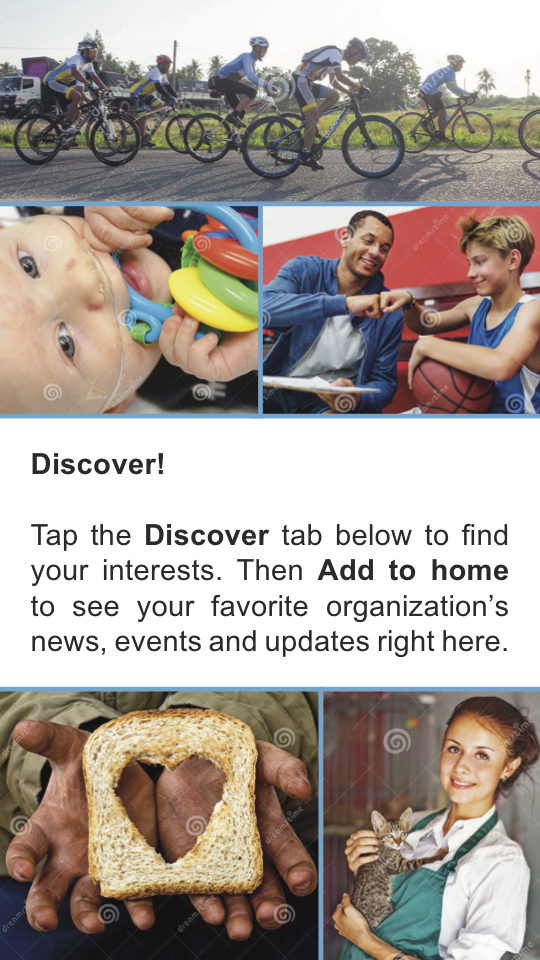 Discover!
Tap the Discover tab below to find
your interests. Then Add to home
to see your favorite organization’s
news, events and updates right here.